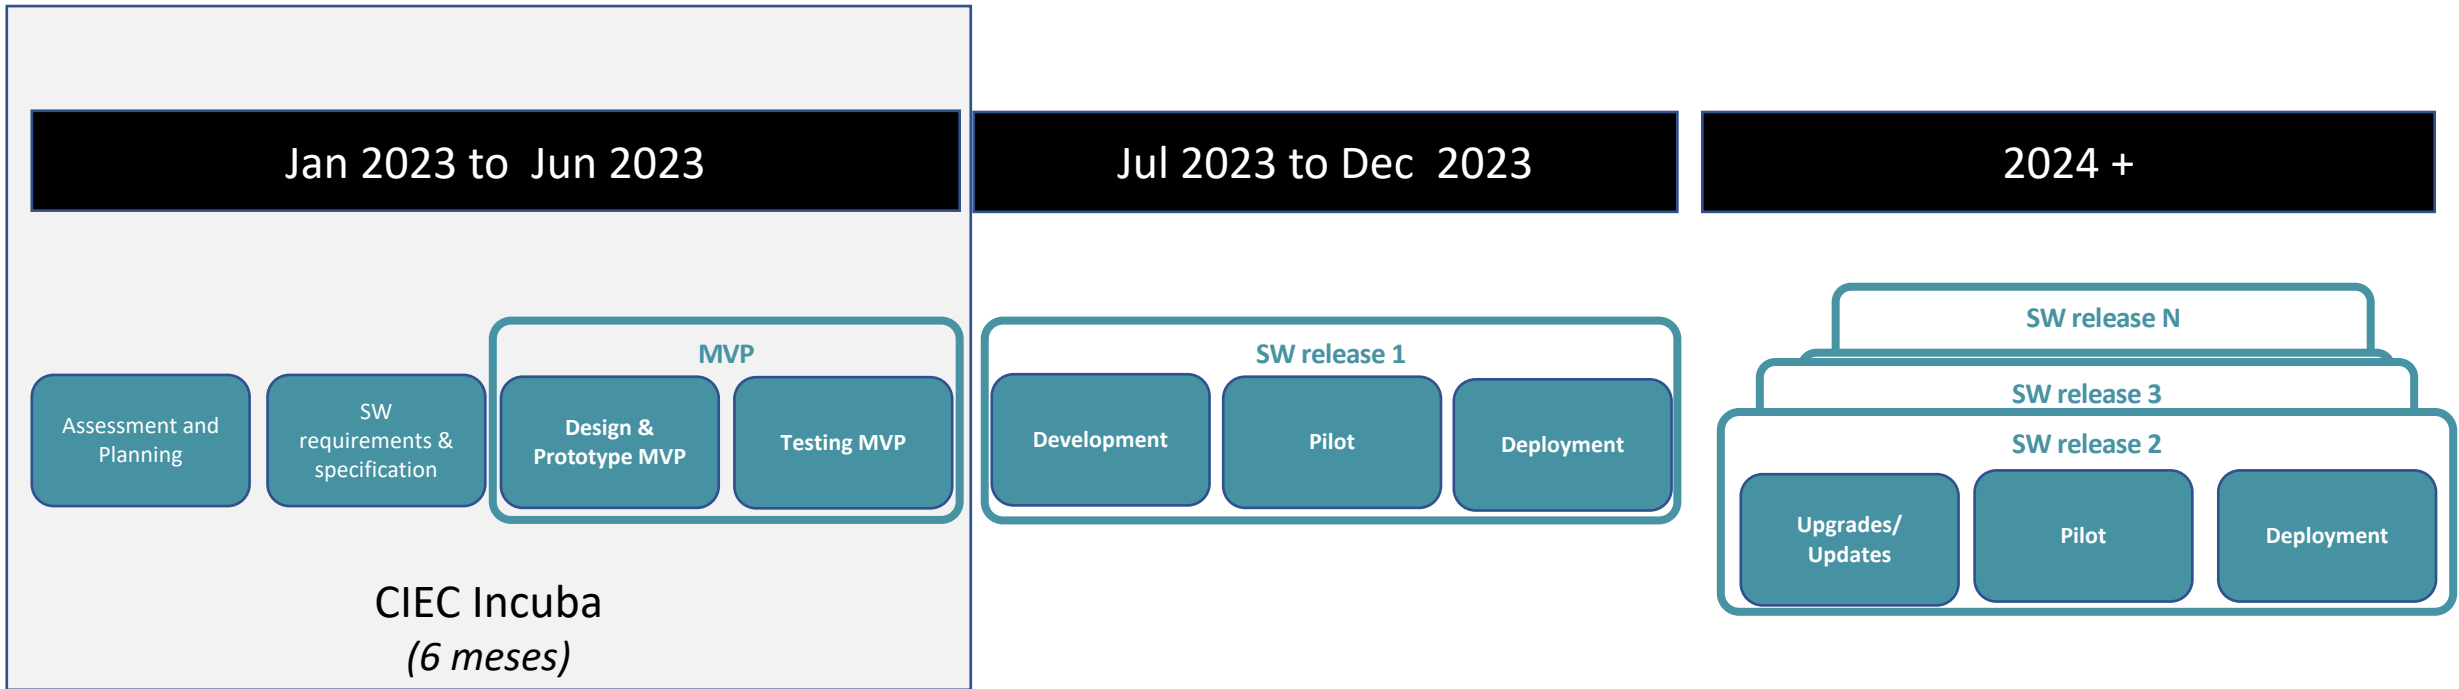 Jan 2023 to  Jun 2023
Jul 2023 to Dec  2023
2024 +
MVP
Assessment and
Planning
SW
requirements &
specification
Design &
Prototype MVP
Testing MVP
CIEC Incuba
(6 meses)
SW release 1
Development
Pilot
Deployment
SW release N
SW release 3
SW release 2
Upgrades/
Updates
Pilot
Deployment